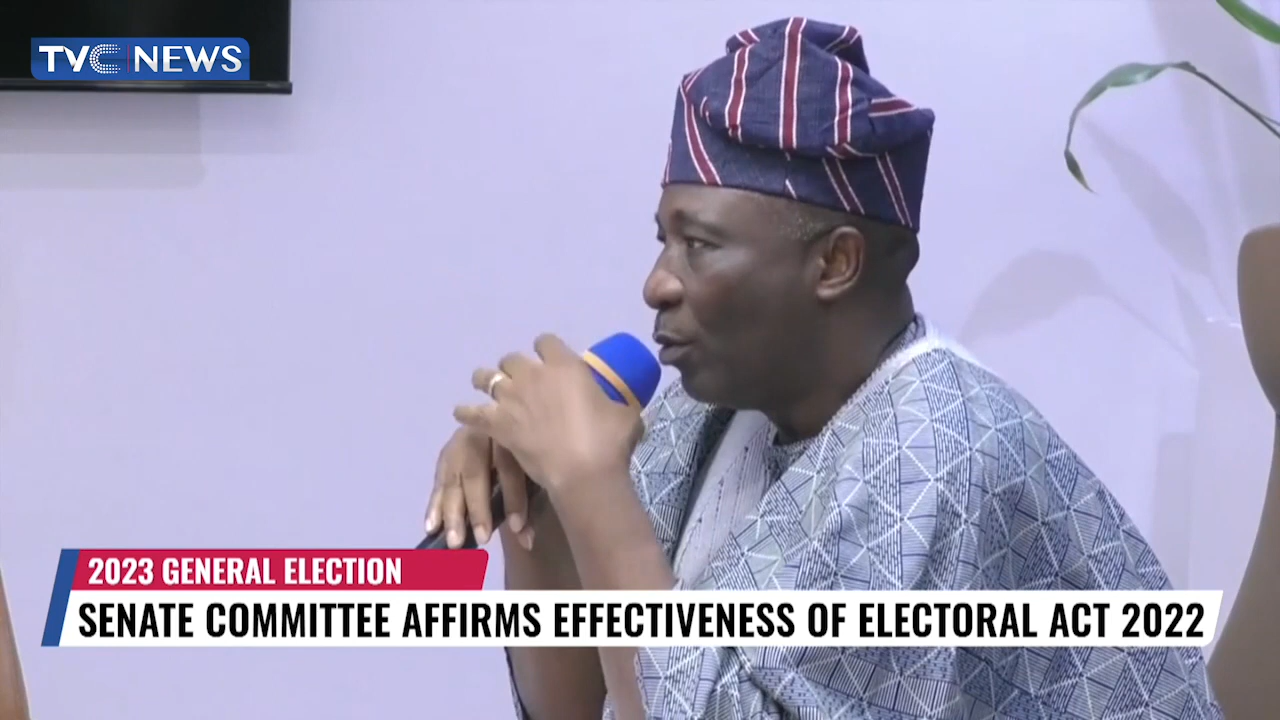 TVC NEWS
2023 GENERAL ELECTION
SENATE COMMITTEE AFFIRMS EFFECTIVENESS OF ELECTORAL ACT 2022